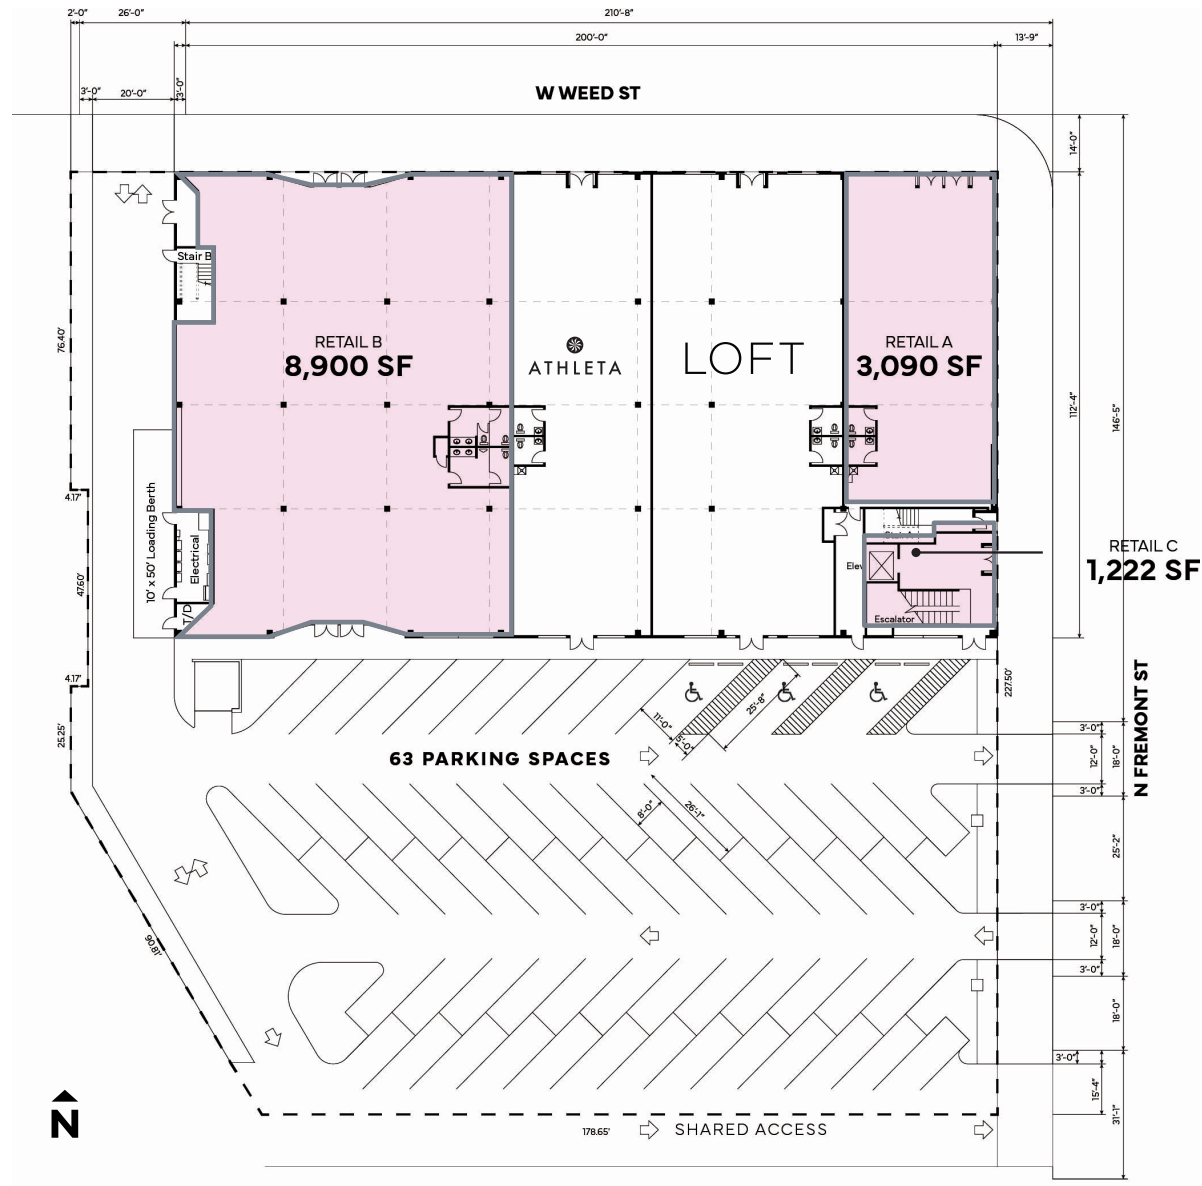 2'-0"
26'-0"
210'-8"
200'-0"
13'-9"
3'-0"
20'-0"
3'-0"
W WEED ST
14'-0"
Stair B
76.40'
RETAIL B
8,900 SF
ATHLETA
LOFT
RETAIL A
3,090 SF
112'-4"
146'-5"
4.17'
10' x 50' Loading Berth
Electrical
T/D
47.60'
Elev
Escalator
RETAIL C
1,222 SF
4.17'
25.25'
227.50'
11'-0"
5'-0"
25'-8"
63 PARKING SPACES
N FREMONT ST
3'-0"
12'-0"
18'-0"
3'-0"
8'-0"
26'-1"
25'-2"
3'-0"
12'-0"
18'-0"
3'-0"
90.81'
18'-0"
3'-0"
15'-4"
31'-1"
N
178.65'
SHARED ACCESS